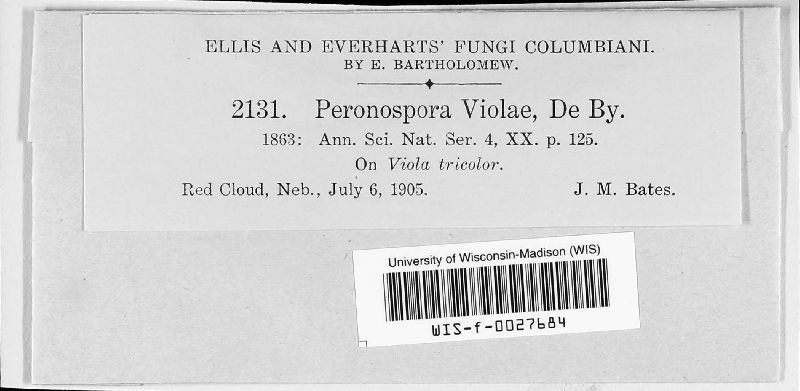 ELLIS AND EVERHARTS' FUNGI COLUMBIANI.
BY E. BARTHOLOMEW.
2131. Peronospora Violae, De By.
1863: Ann. Sci. Nat. Ser. 4, XX. p. 125.
On Viola tricolor.
Red Cloud, Neb., July 6, 1905. J. M. Bates.
University of Wisconsin-Madison (WIS)
WIS-f-0027684